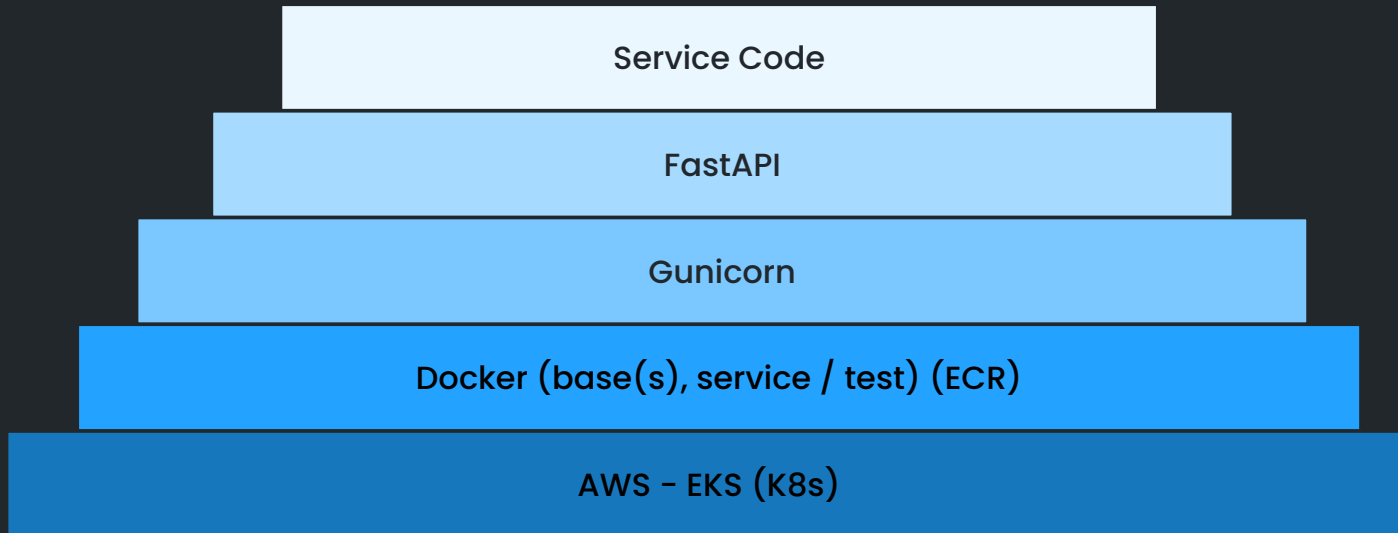 Service Code
FastAPI
Gunicorn
Docker (base(s), service / test) (ECR)
AWS - EKS (K8s)